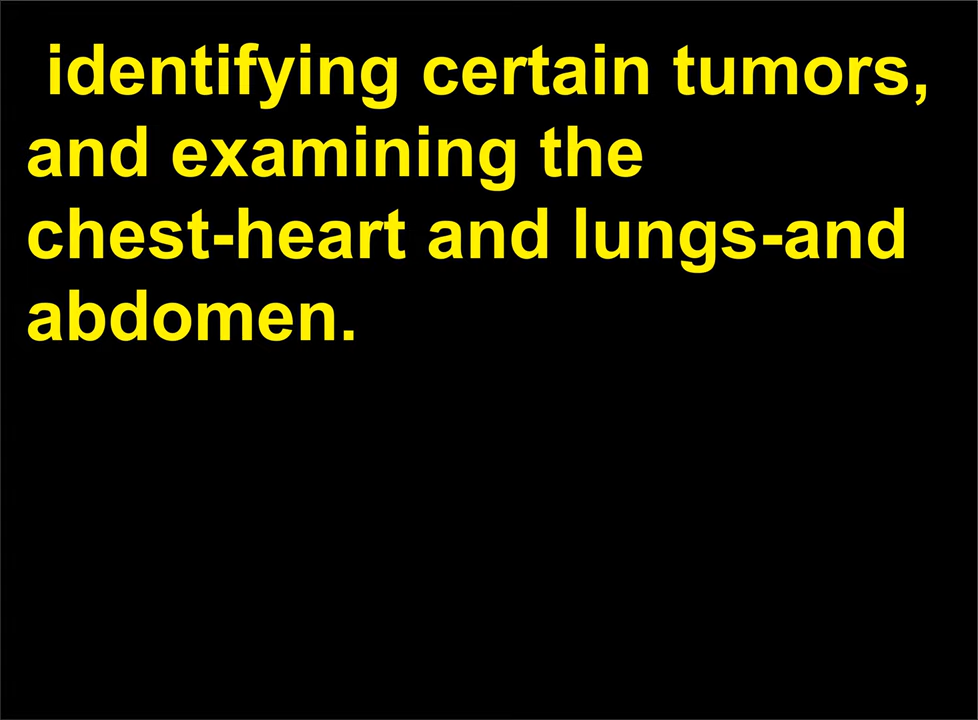 identifying certain tumors,
and examining the
chest-heart and lungs-and
abdomen.